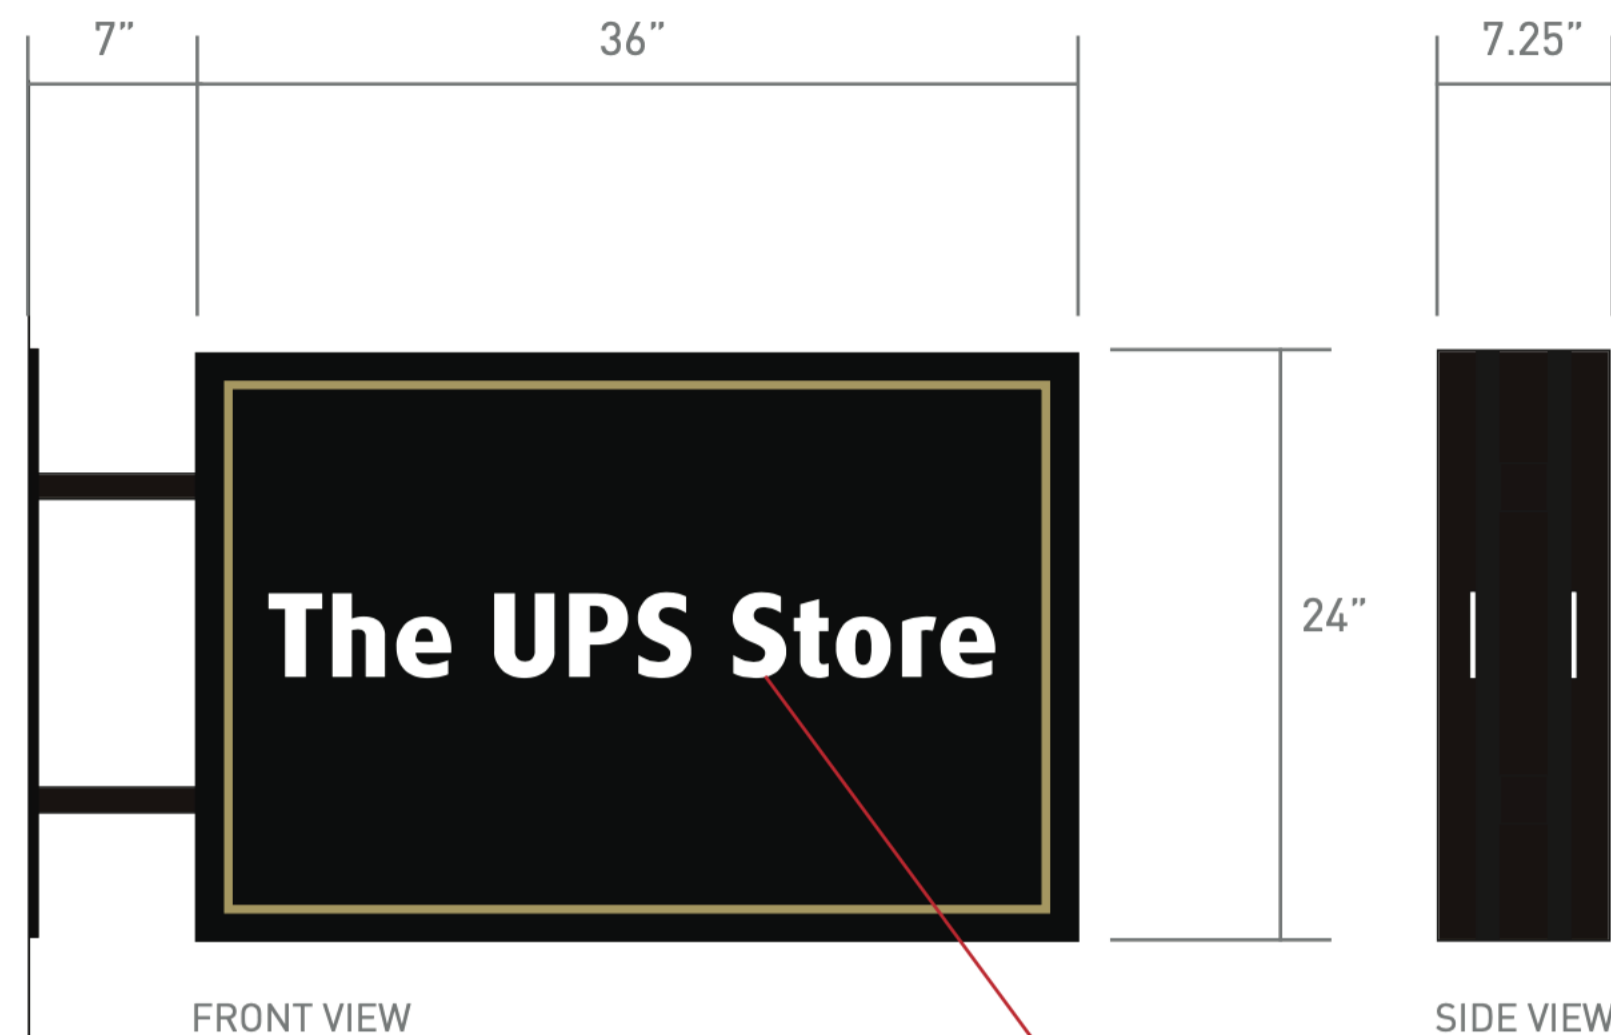 7” 36” 7.25”
The UPS Store
24”
FRONT VIEW
SIDE VIEW